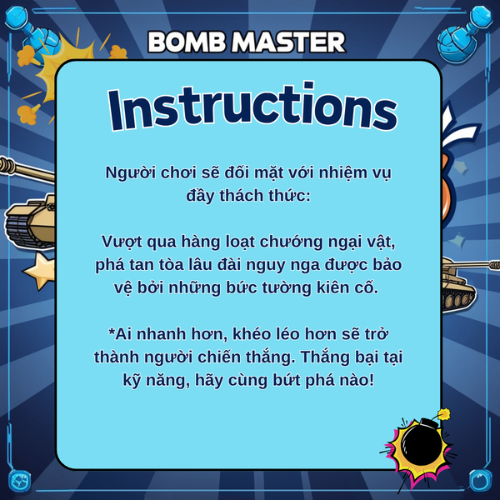 BOMB MASTER
Instructions
Người chơi sẽ đối mặt với nhiệm vụ
đầy thách thức:
Vượt qua hàng loạt chướng ngại vật,
phá tan tòa lâu đài nguy nga được bảo
vệ bởi những bức tường kiên cố.
*Ai nhanh hơn, khéo léo hơn sẽ trở
thành người chiến thắng. Thắng bại tại
kỹ năng, hãy cùng bứt phá nào!